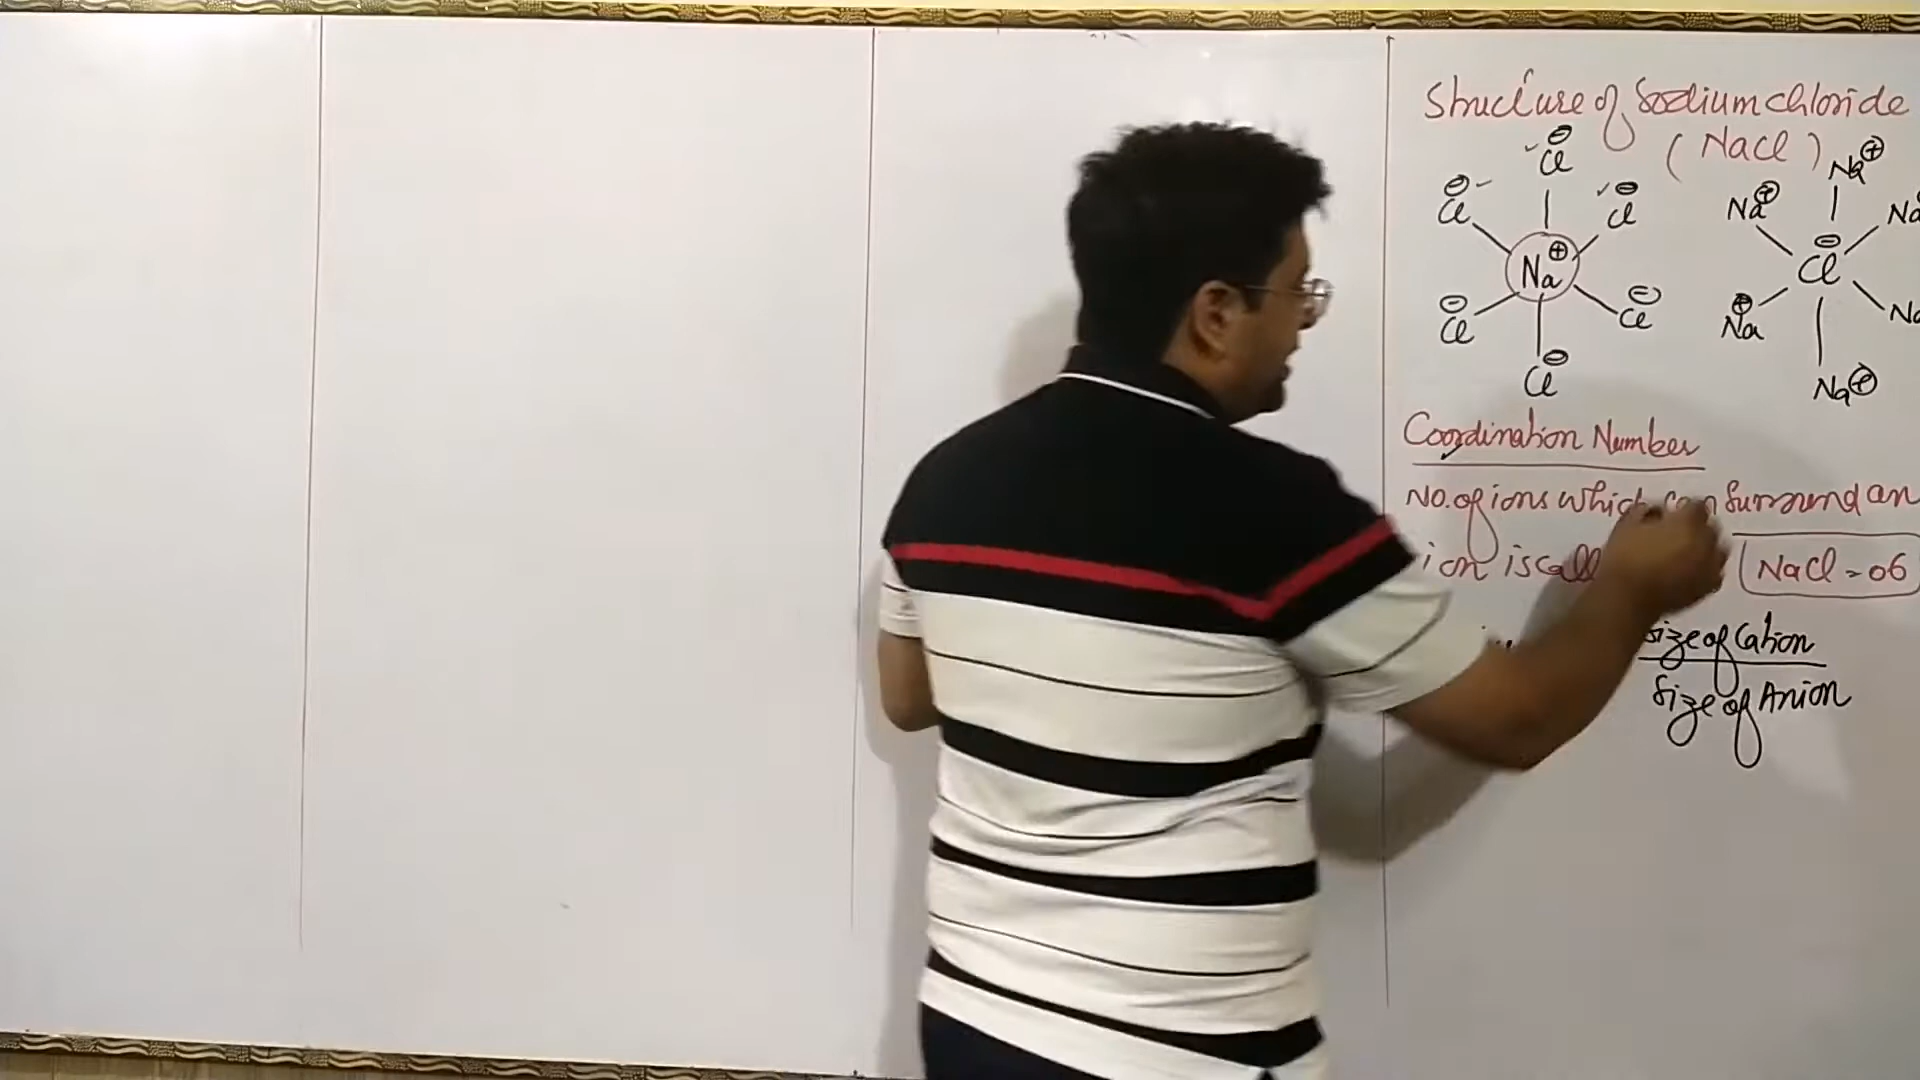 Structure of Sodium chloride
(NaCl)
Cl⊖
Cl⊖
Cl⊖
Na⊕
Cl⊖
Cl⊖
Cl⊖
Na⊕
Na⊕
Na
Cl⊖
Na⊕
Na
Na⊕
Coordination Number
No. of ions which can surround an
ion is call
NaCl = 06
Size of Cation
Size of Anion